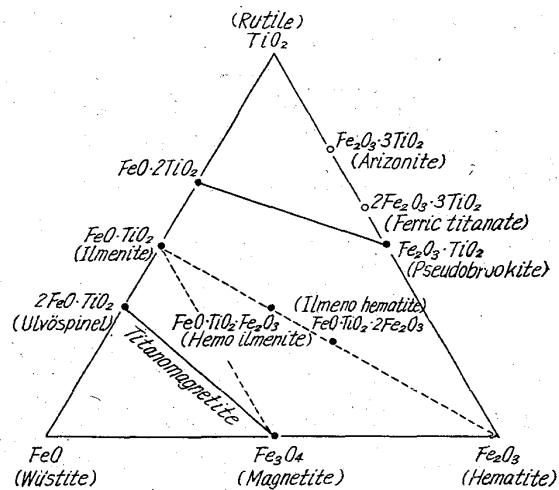 (Rutile)
TiO₂
Fe₂O₃·3TiO₂
(Arizonite)
FeO·2TiO₂
2Fe₂O₃·3TiO₂
(Ferric titanate)
FeO·TiO₂
(Ilmenite)
Fe₂O₃·TiO₂
(Pseudobruokite)
2FeO·TiO₂
(Ulvöspinel)
(Ilmeno hematite)
FeO·TiO₂·2Fe₂O₃
FeO·TiO₂·Fe₂O₃
(Hemo ilmenite)
Titanomagnetite
FeO
(Wüstite)
Fe₃O₄
(Magnetite)
Fe₂O₃
(Hematite)